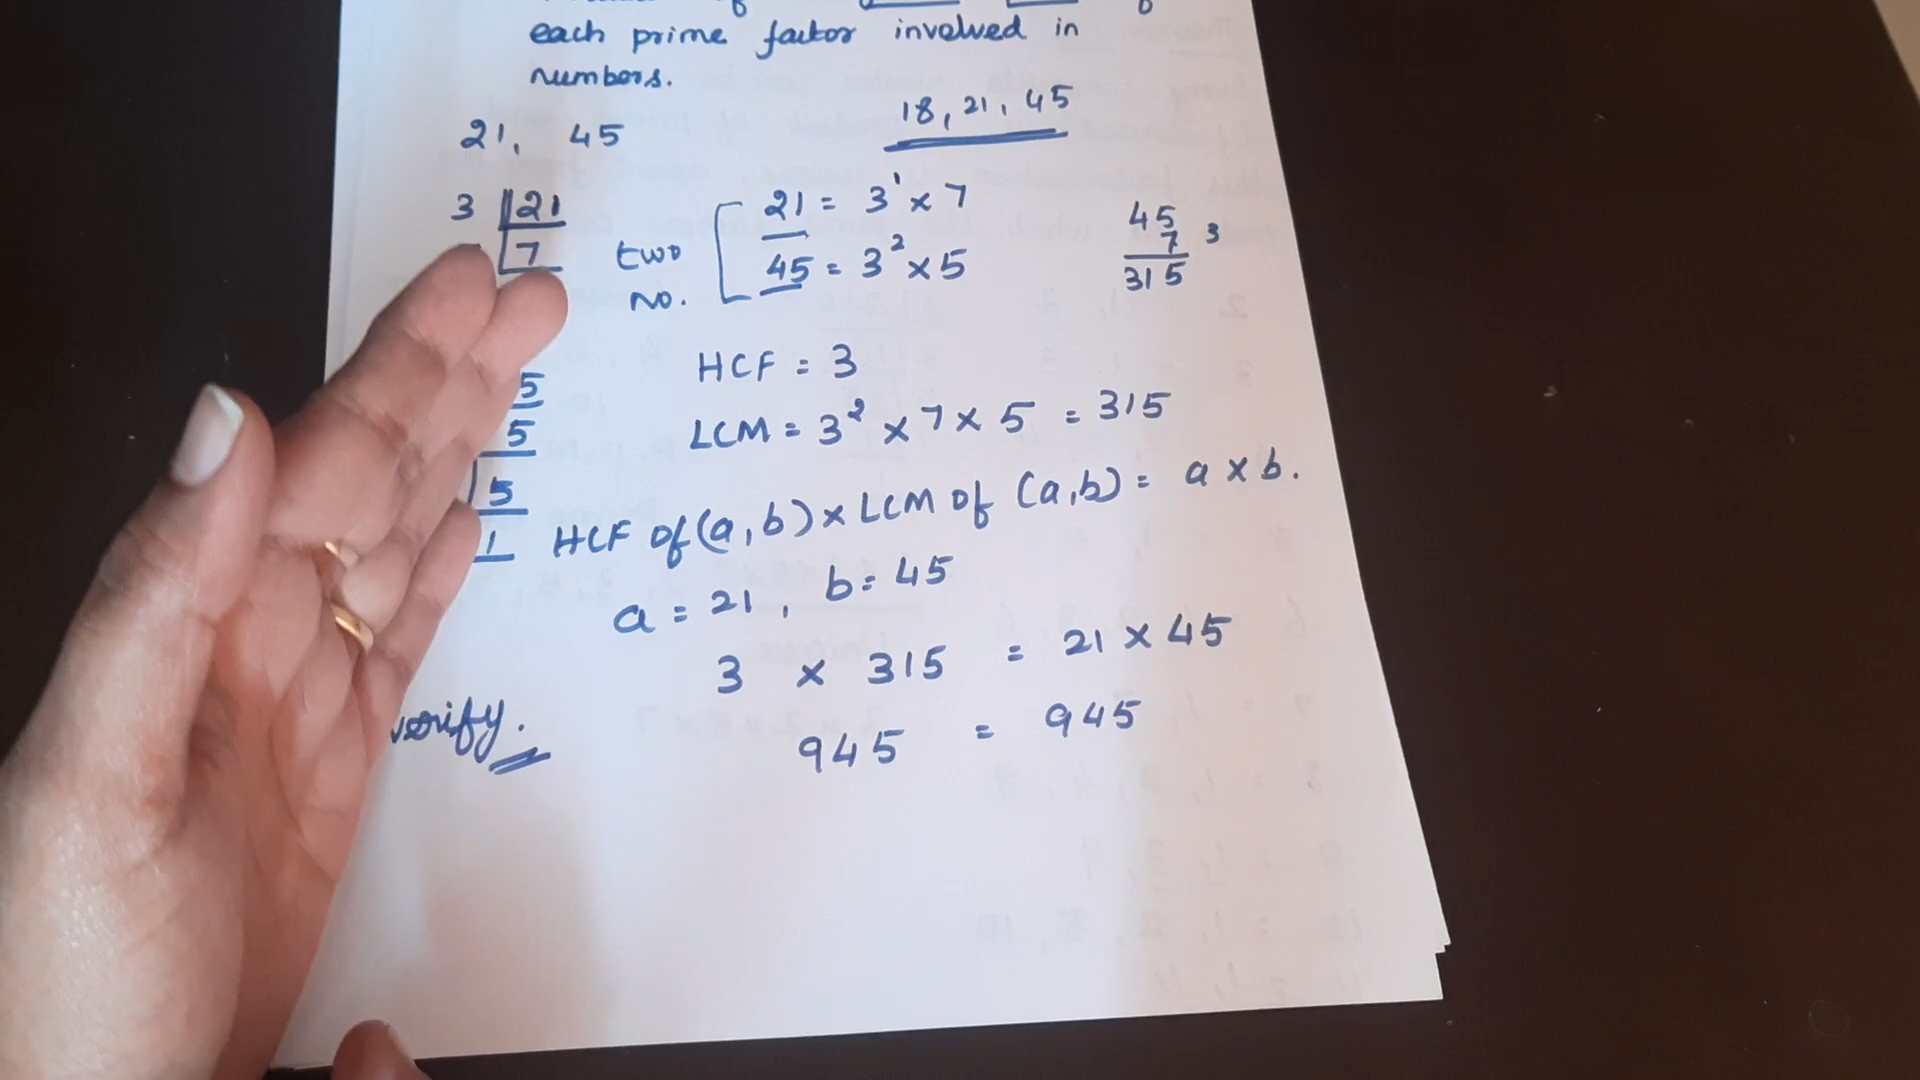 each prime factor involved in
numbers.
18, 21, 45
21, 45
3 21
7
two no.
21 = 3¹ × 7
45 = 3² × 5
45
7 3
315
HCF = 3
5
LCM = 3² × 7 × 5 = 315
5
5
1
HCF of (a, b) × LCM of (a, b) = a × b.
a = 21, b = 45
3 × 315 = 21 × 45
verify.
945 = 945